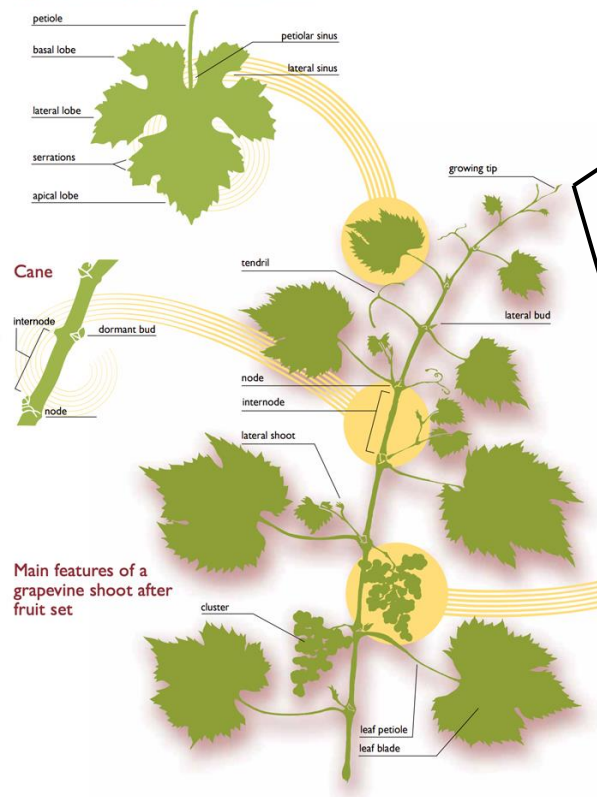 petiole
petiolar sinus
basal lobe
lateral sinus
lateral lobe
serrations
apical lobe
growing tip
tendril
Cane
internode
dormant bud
lateral bud
node
internode
node
lateral shoot
Main features of a
grapevine shoot after
fruit set
cluster
leaf petiole
leaf blade